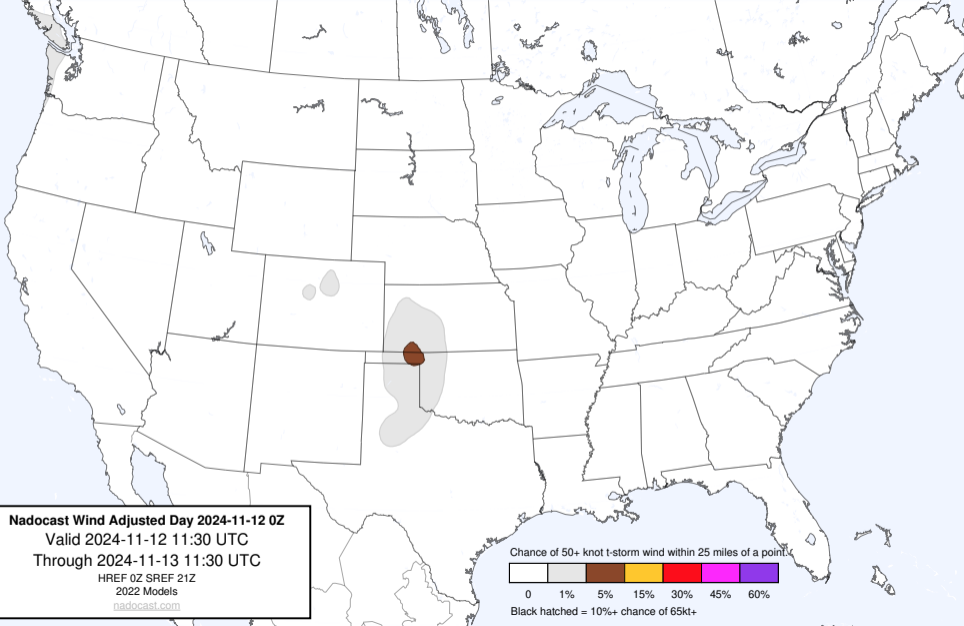 Nadocast Wind Adjusted Day 2024-11-12 0Z
Valid 2024-11-12 11:30 UTC
Through 2024-11-13 11:30 UTC
HREF 0Z SREF 21Z
2022 Models
nadocast.com
Chance of 50+ knot t-storm wind within 25 miles of a point.
0 1% 5% 15% 30% 45% 60%
Black hatched = 10%+ chance of 65kt+